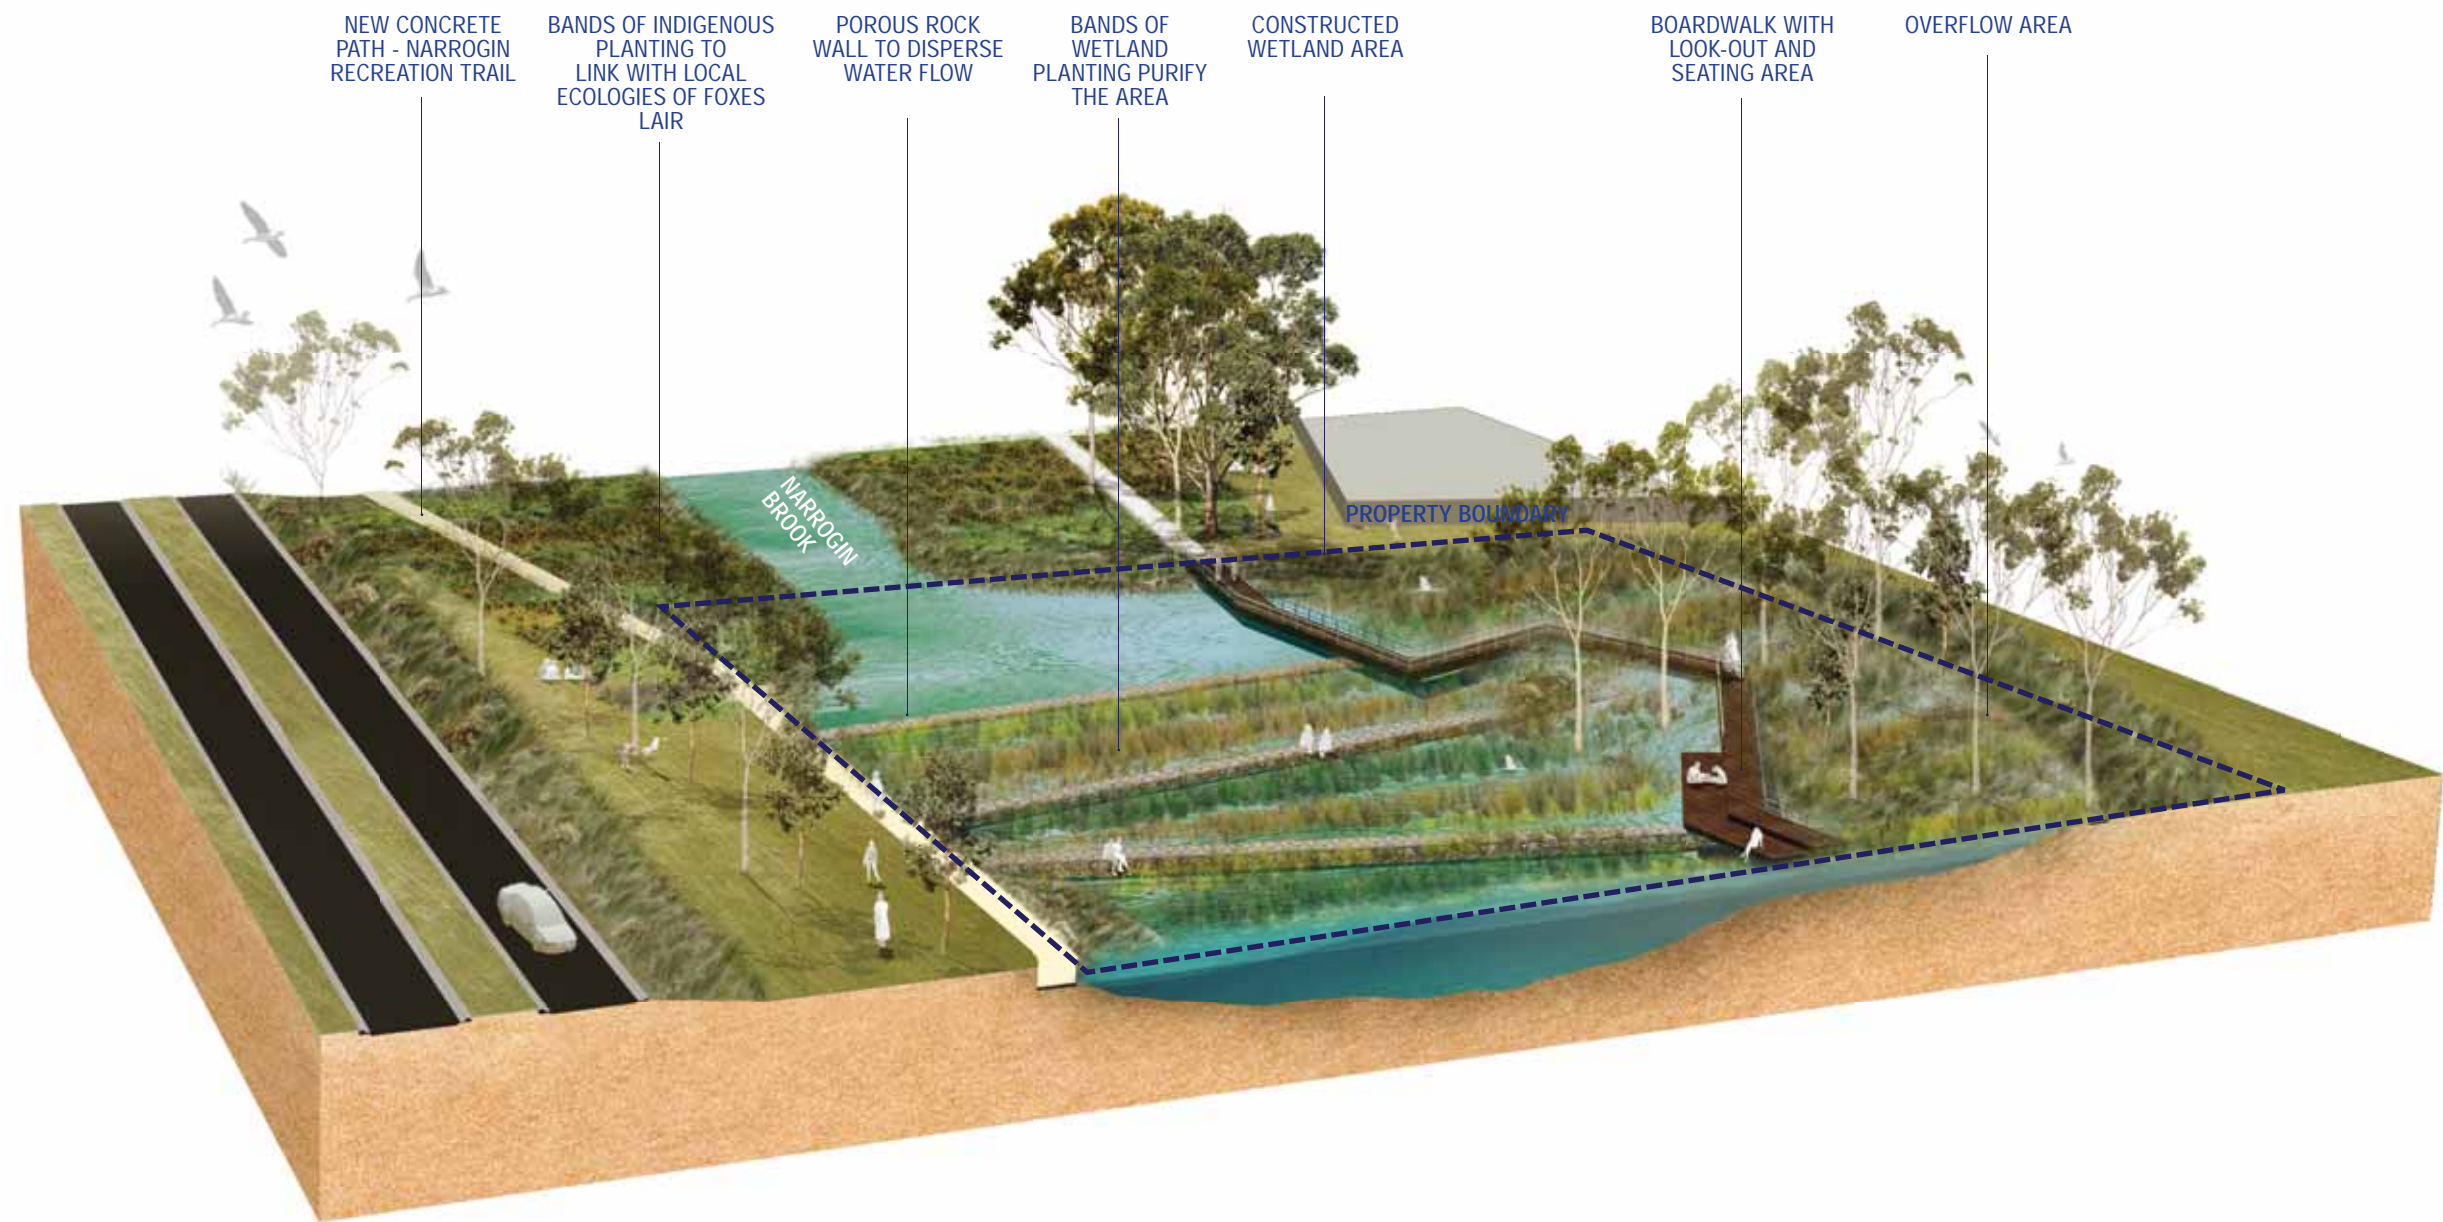 NEW CONCRETE
PATH - NARROGIN
RECREATION TRAIL
BANDS OF INDIGENOUS
PLANTING TO
LINK WITH LOCAL
ECOLOGIES OF FOXES
LAIR
POROUS ROCK
WALL TO DISPERSE
WATER FLOW
BANDS OF
WETLAND
PLANTING PURIFY
THE AREA
CONSTRUCTED
WETLAND AREA
BOARDWALK WITH
LOOK-OUT AND
SEATING AREA
OVERFLOW AREA
NARROGIN
BROOK
PROPERTY BOUNDARY